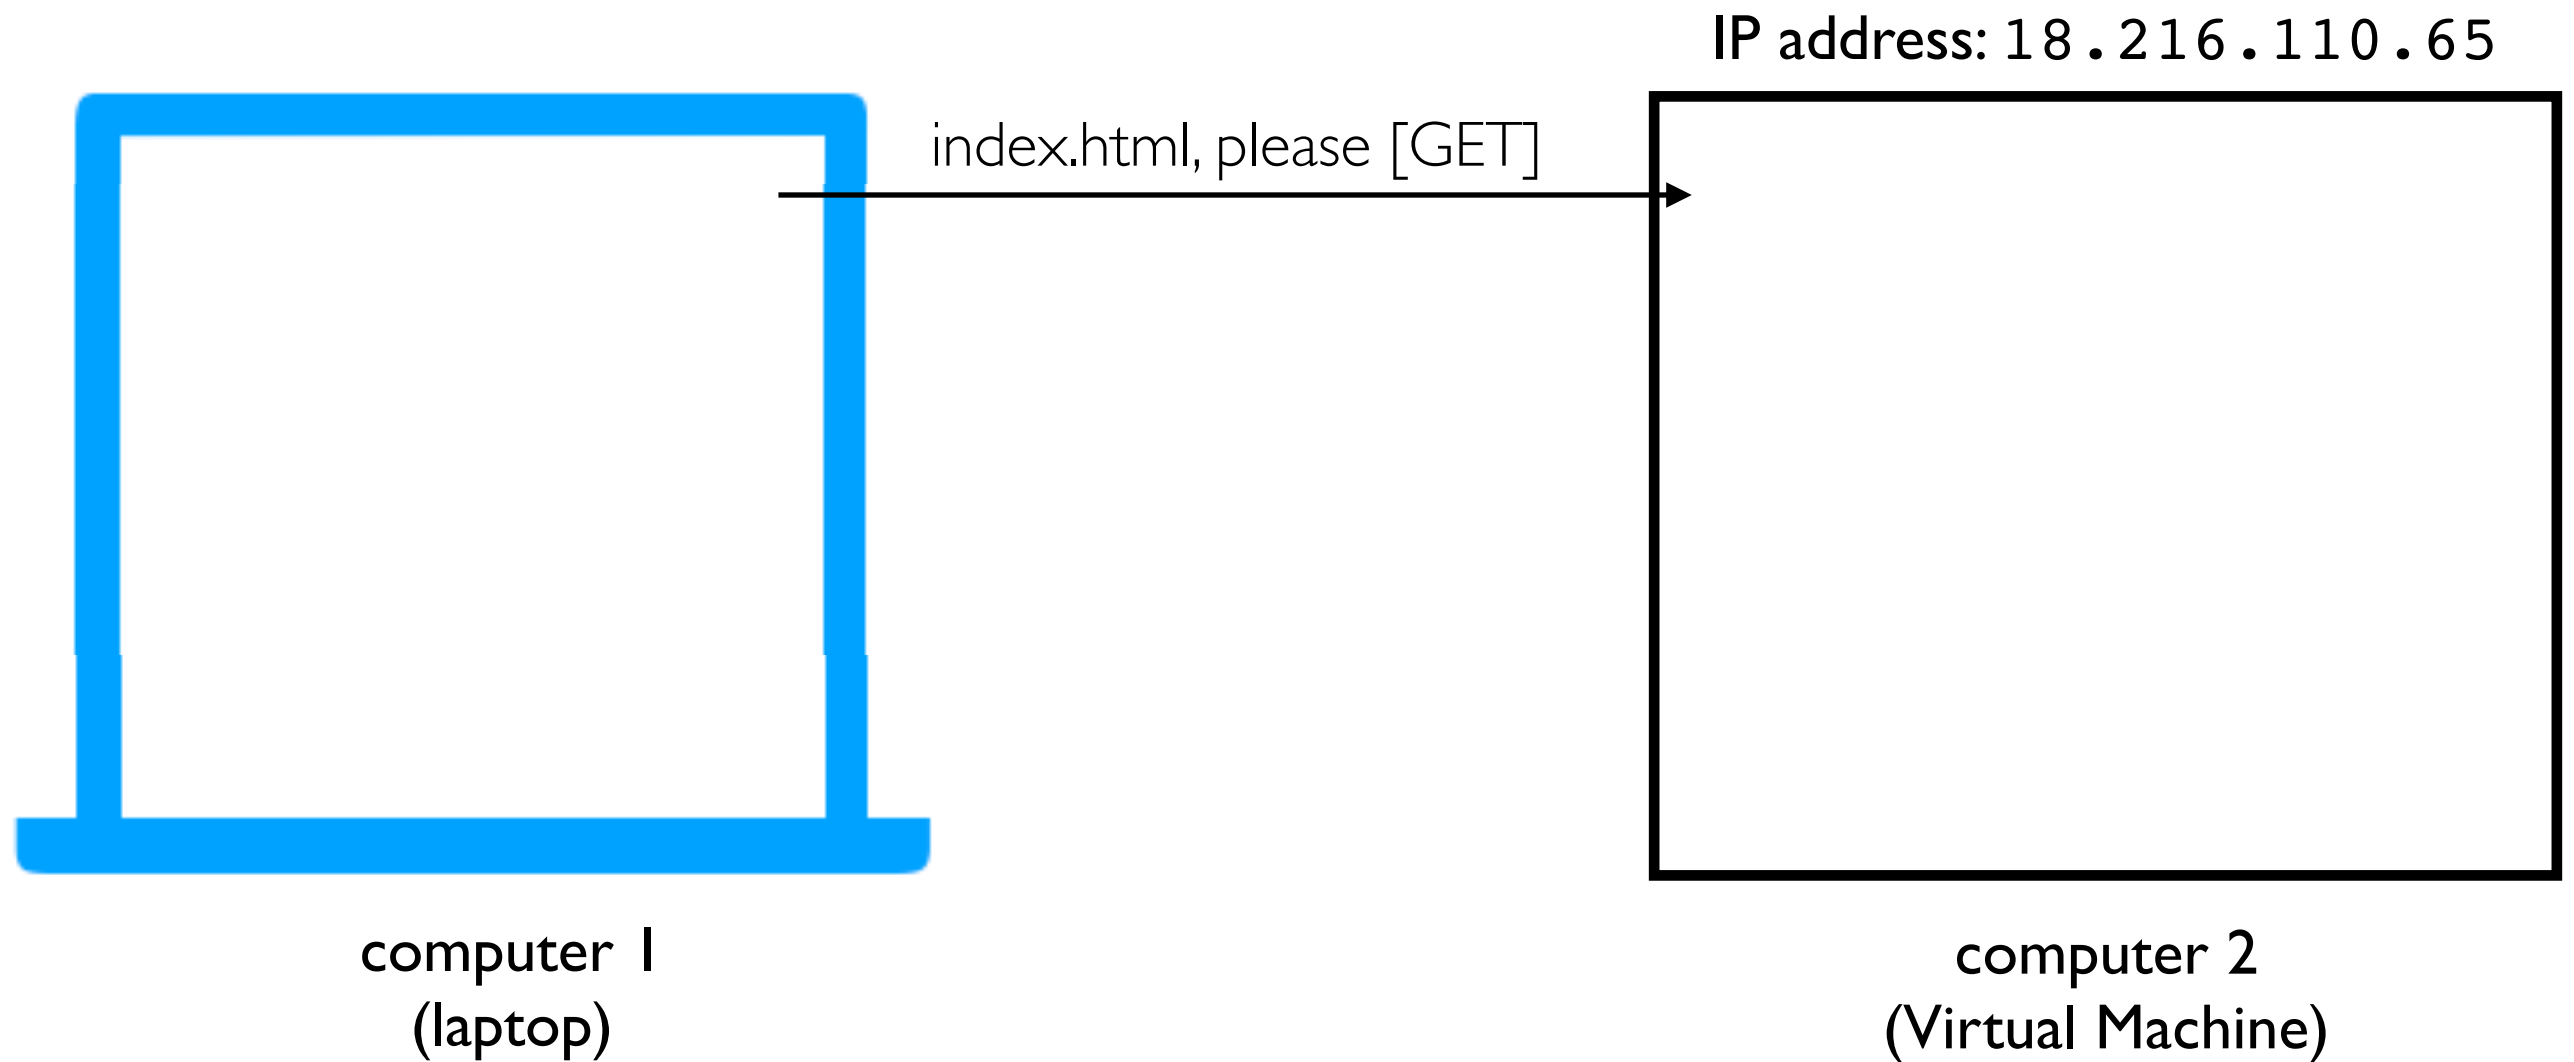 IP address: 18.216.110.65
index.html, please [GET]
computer 1
(laptop)
computer 2
(Virtual Machine)